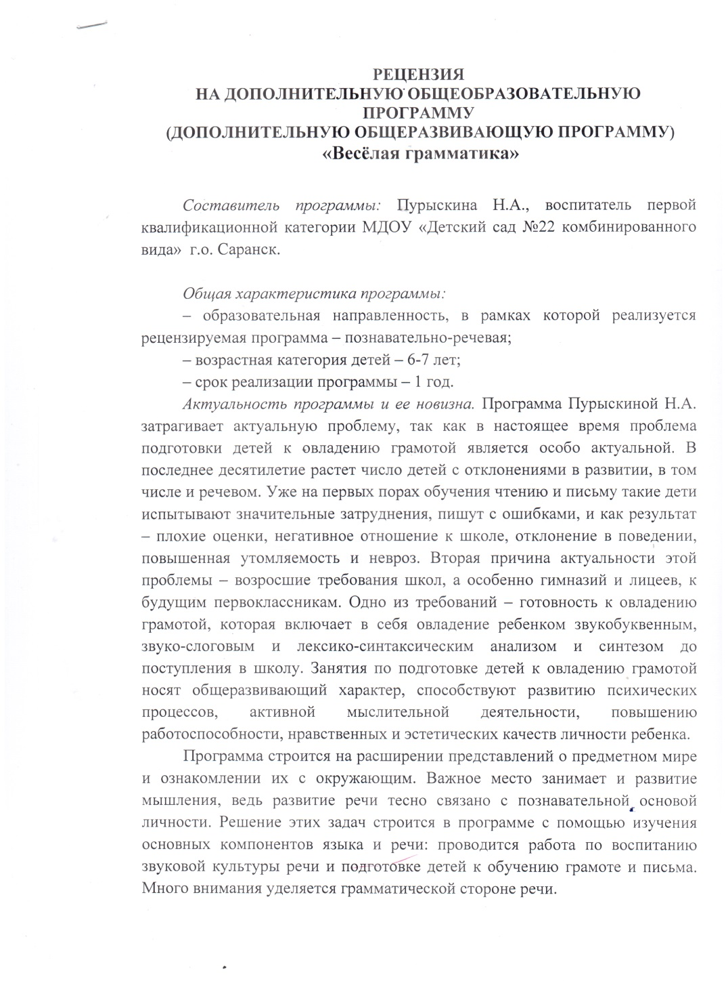 РЕЦЕНЗИЯ
НА ДОПОЛНИТЕЛЬНУЮ ОБЩЕОБРАЗОВАТЕЛЬНУЮ
ПРОГРАММУ
(ДОПОЛНИТЕЛЬНУЮ ОБЩЕРАЗВИВАЮЩУЮ ПРОГРАММУ)
«Весёлая грамматика»
Составитель программы: Пурыскина Н.А., воспитатель первой
квалификационной категории МДОУ «Детский сад №22 комбинированного
вида» г.о. Саранск.
Общая характеристика программы:
– образовательная направленность, в рамках которой реализуется
рецензируемая программа – познавательно-речевая;
– возрастная категория детей – 6-7 лет;
– срок реализации программы – 1 год.
Актуальность программы и ее новизна. Программа Пурыскиной Н.А.
затрагивает актуальную проблему, так как в настоящее время проблема
подготовки детей к овладению грамотой является особо актуальной. В
последнее десятилетие растет число детей с отклонениями в развитии, в том
числе и речевом. Уже на первых порах обучения чтению и письму такие дети
испытывают значительные затруднения, пишут с ошибками, и как результат
– плохие оценки, негативное отношение к школе, отклонение в поведении,
повышенная утомляемость и невроз. Вторая причина актуальности этой
проблемы – возросшие требования школ, а особенно гимназий и лицеев, к
будущим первоклассникам. Одно из требований – готовность к овладению
грамотой, которая включает в себя овладение ребенком звукобуквенным,
звуко-слоговым и лексико-синтаксическим анализом и синтезом до
поступления в школу. Занятия по подготовке детей к овладению грамотой
носят общеразвивающий характер, способствуют развитию психических
процессов, активной мыслительной деятельности, повышению
работоспособности, нравственных и эстетических качеств личности ребенка.
Программа строится на расширении представлений о предметном мире
и ознакомлении их с окружающим. Важное место занимает и развитие
мышления, ведь развитие речи тесно связано с познавательной основой
личности. Решение этих задач строится в программе с помощью изучения
основных компонентов языка и речи: проводится работа по воспитанию
звуковой культуры речи и подготовке детей к обучению грамоте и письма.
Много внимания уделяется грамматической стороне речи.